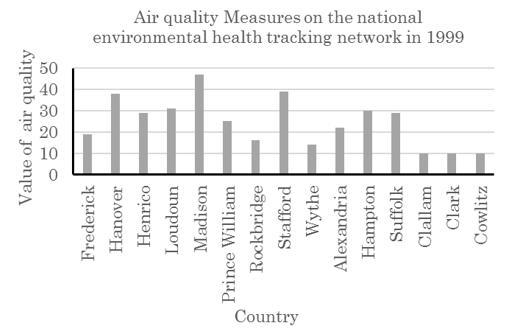 Air quality Measures on the national
environmental health tracking network in 1999
Value of air quality
50
40
30
20
10
0
Frederick
Hanover
Henrico
Loudoun
Madison
Prince William
Rockbridge
Stafford
Wythe
Alexandria
Hampton
Suffolk
Clallam
Clark
Cowlitz
Country